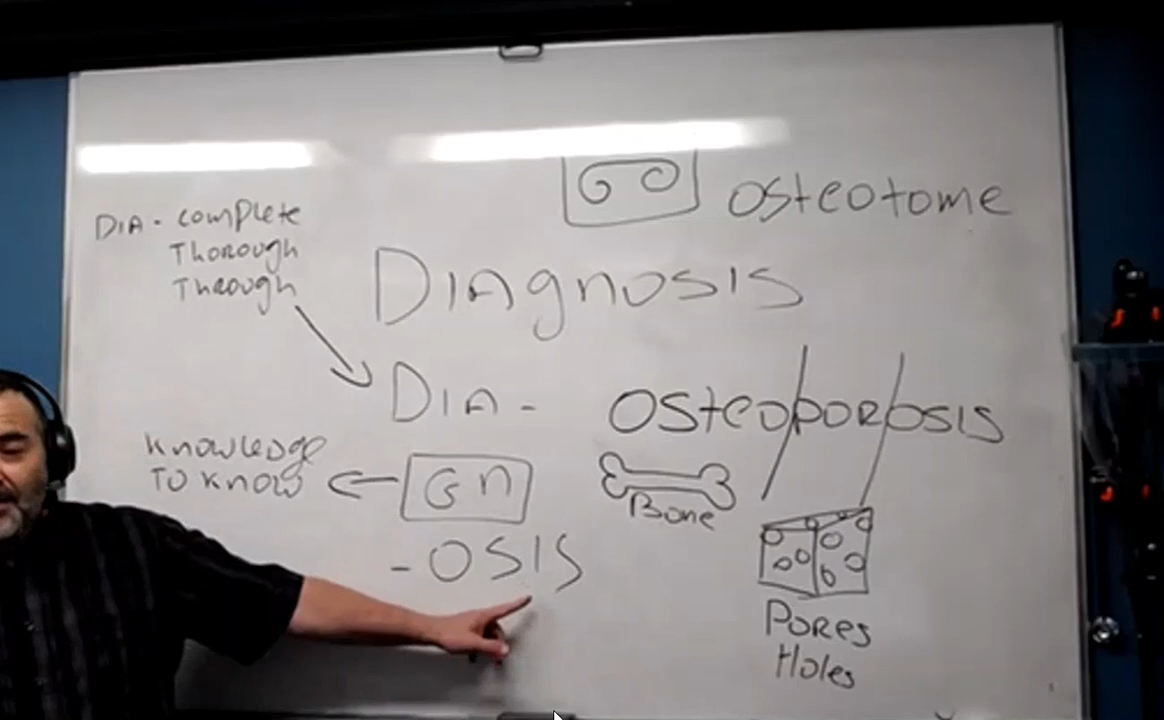 Osteotome
DIA - complete
Thorough
Through
Diagnosis
DIA -
Osteoporosis
Knowledge
To Know
Gn
Bone
- OSIS
Pores
Holes